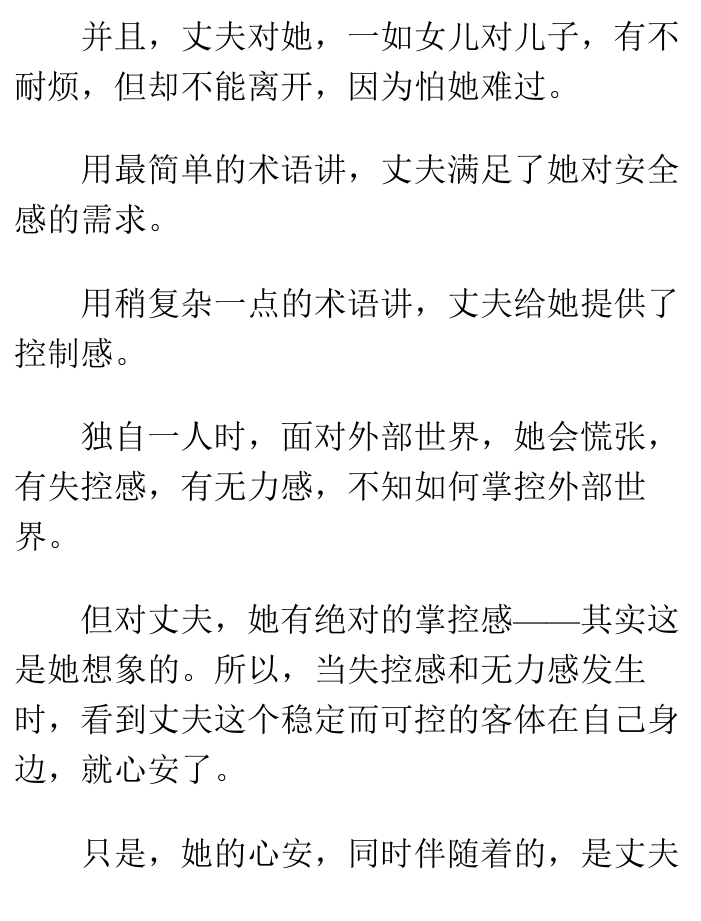 并且，丈夫对她，一如女儿对儿子，有不
耐烦，但却不能离开，因为怕她难过。
用最简单的术语讲，丈夫满足了她对安全
感的需求。
用稍复杂一点的术语讲，丈夫给她提供了
控制感。
独自一人时，面对外部世界，她会慌张，
有失控感，有无力感，不知如何掌控外部世
界。
但对丈夫，她有绝对的掌控感——其实这
是她想象的。所以，当失控感和无力感发生
时，看到丈夫这个稳定而可控的客体在自己身
边，就心安了。
只是，她的心安，同时伴随着的，是丈夫